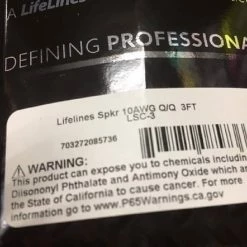 A LifeLines
DEFINING PROFESSIONA
Lifelines Spkr 10AWG Q/Q 3FT
LSC-3
703272085736
WARNING:
This product can expose you to chemicals including
Diisononyl Phthalate and Antimony Oxide which
the State of California to cause cancer. For more
information go to www.P65Warnings.ca.gov